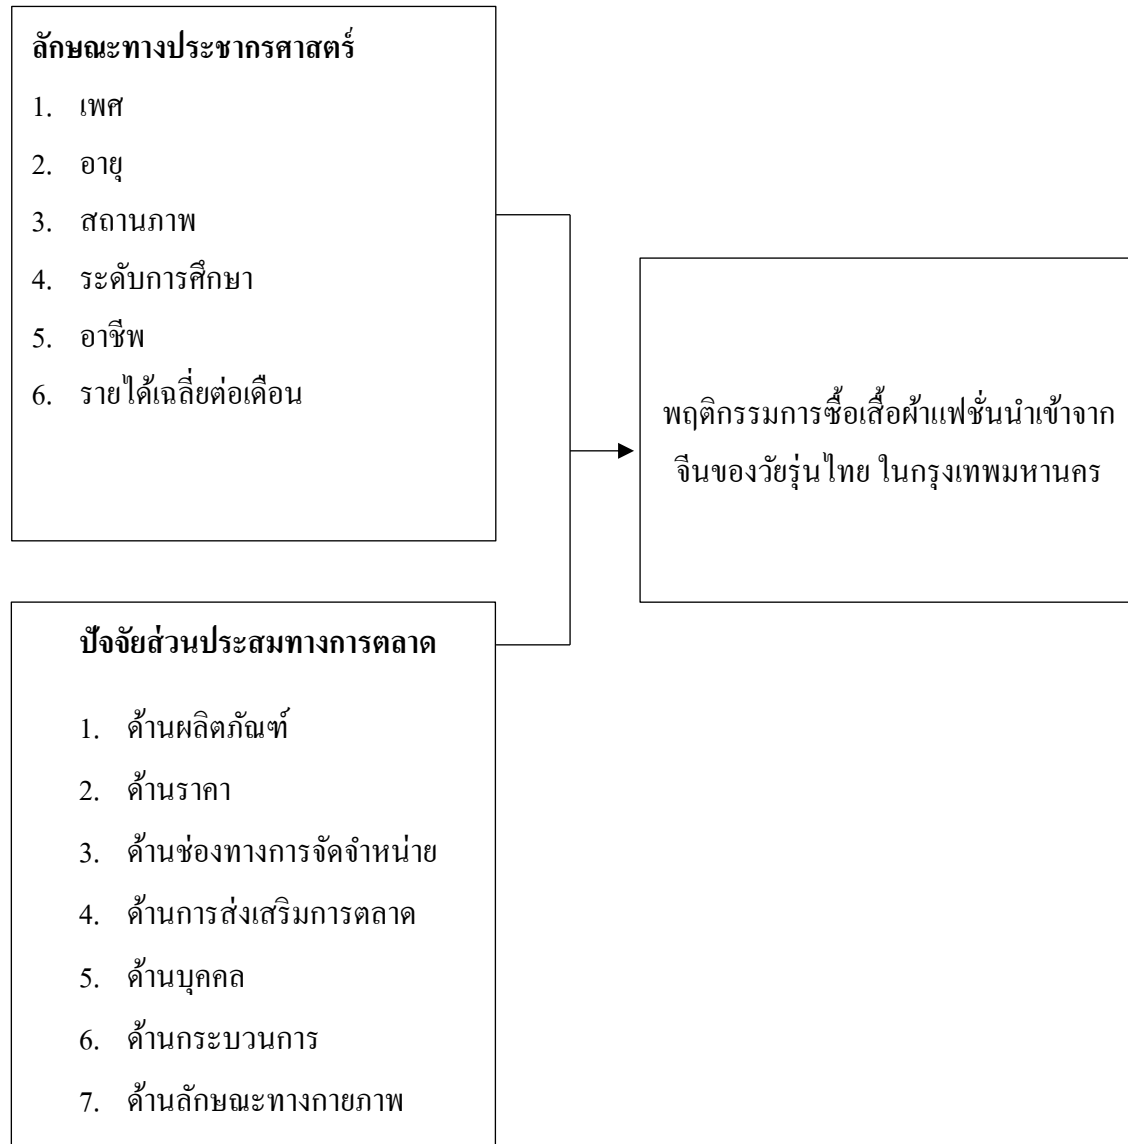 ลักษณะทางประชากรศาสตร์
1. เพศ
2. อายุ
3. สถานภาพ
4. ระดับการศึกษา
5. อาชีพ
6. รายได้เฉลี่ยต่อเดือน
พฤติกรรมการซื้อเสื้อผ้าแฟชั่นนำเข้าจาก
จีนของวัยรุ่นไทย ในกรุงเทพมหานคร
ปัจจัยส่วนประสมทางการตลาด
1. ด้านผลิตภัณฑ์
2. ด้านราคา
3. ด้านช่องทางการจัดจำหน่าย
4. ด้านการส่งเสริมการตลาด
5. ด้านบุคคล
6. ด้านกระบวนการ
7. ด้านลักษณะทางกายภาพ